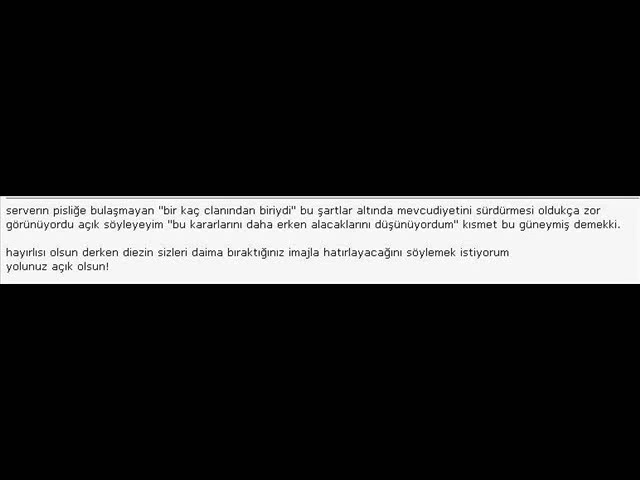 serverın pisliğe bulaşmayan "bir kaç clanından biriydi" bu şartlar altında mevcudiyetini sürdürmesi oldukça zor
görünüyordu açık söyleyeyim "bu kararlarını daha erken alacaklarını düşünüyordum" kısmet bu güneymiş demekki.
hayırlısı olsun derken diezin sizleri daima bıraktığınız imajla hatırlayacağını söylemek istiyorum
yolunuz açık olsun!